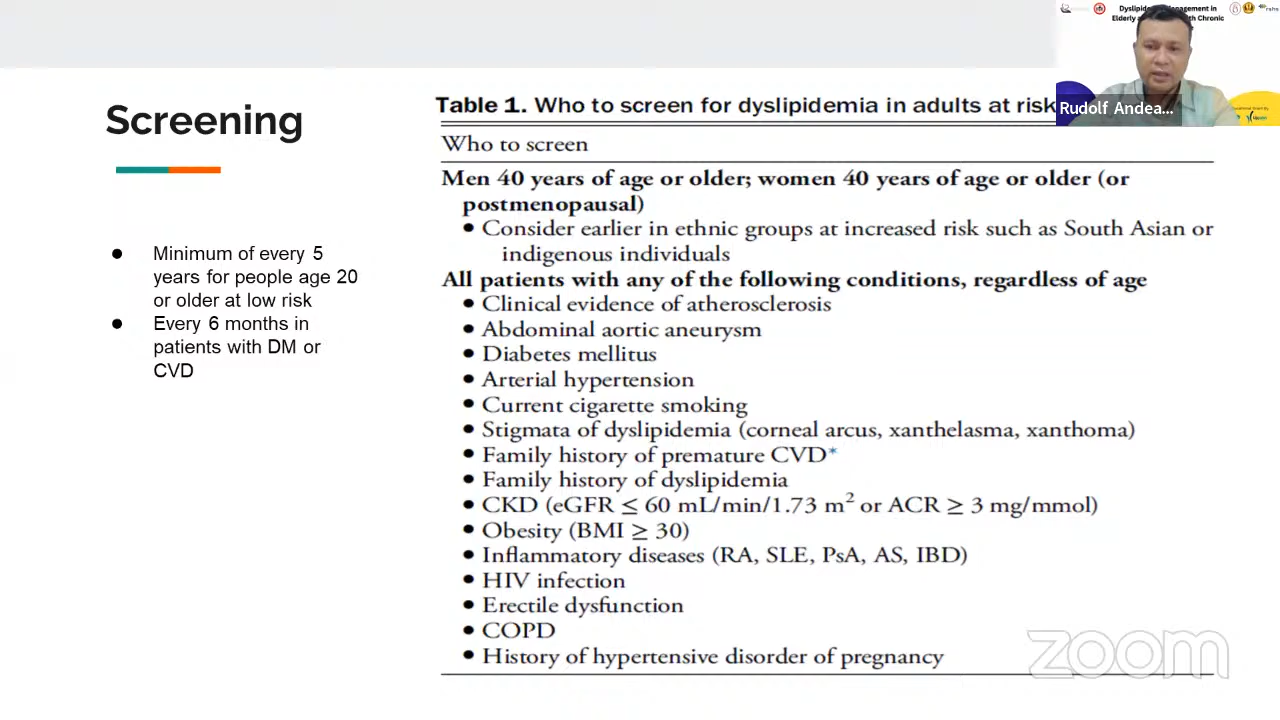 Screening
Minimum of every 5
years for people age 20
or older at low risk
Every 6 months in
patients with DM or
CVD
Table 1. Who to screen for dyslipidemia in adults at risk
Who to screen
Men 40 years of age or older; women 40 years of age or older (or
postmenopausal)
• Consider earlier in ethnic groups at increased risk such as South Asian or
indigenous individuals
All patients with any of the following conditions, regardless of age
• Clinical evidence of atherosclerosis
• Abdominal aortic aneurysm
• Diabetes mellitus
• Arterial hypertension
• Current cigarette smoking
• Stigmata of dyslipidemia (corneal arcus, xanthelasma, xanthoma)
• Family history of premature CVD*
• Family history of dyslipidemia
• CKD (eGFR ≤ 60 mL/min/1.73 m² or ACR ≥ 3 mg/mmol)
• Obesity (BMI ≥ 30)
• Inflammatory diseases (RA, SLE, PsA, AS, IBD)
• HIV infection
• Erectile dysfunction
• COPD
• History of hypertensive disorder of pregnancy
in
Elderly
Chronic
Rudolf Andea...
zoom